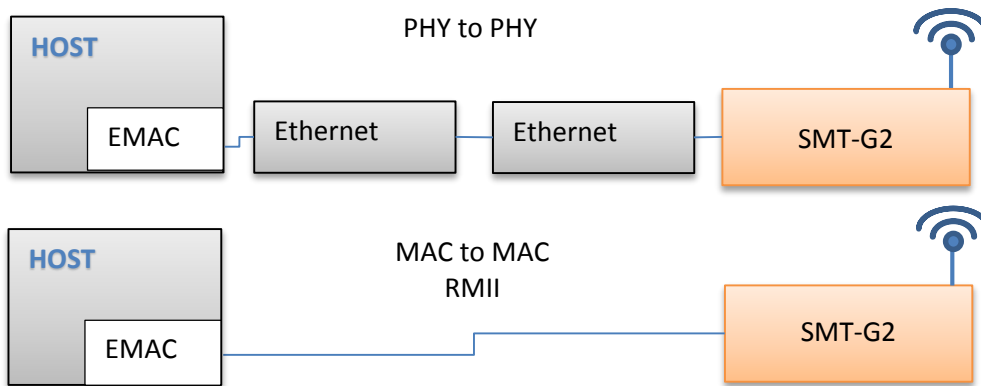 PHY to PHY
HOST
EMAC
Ethernet
Ethernet
SMT-G2
MAC to MAC
RMII
HOST
EMAC
SMT-G2